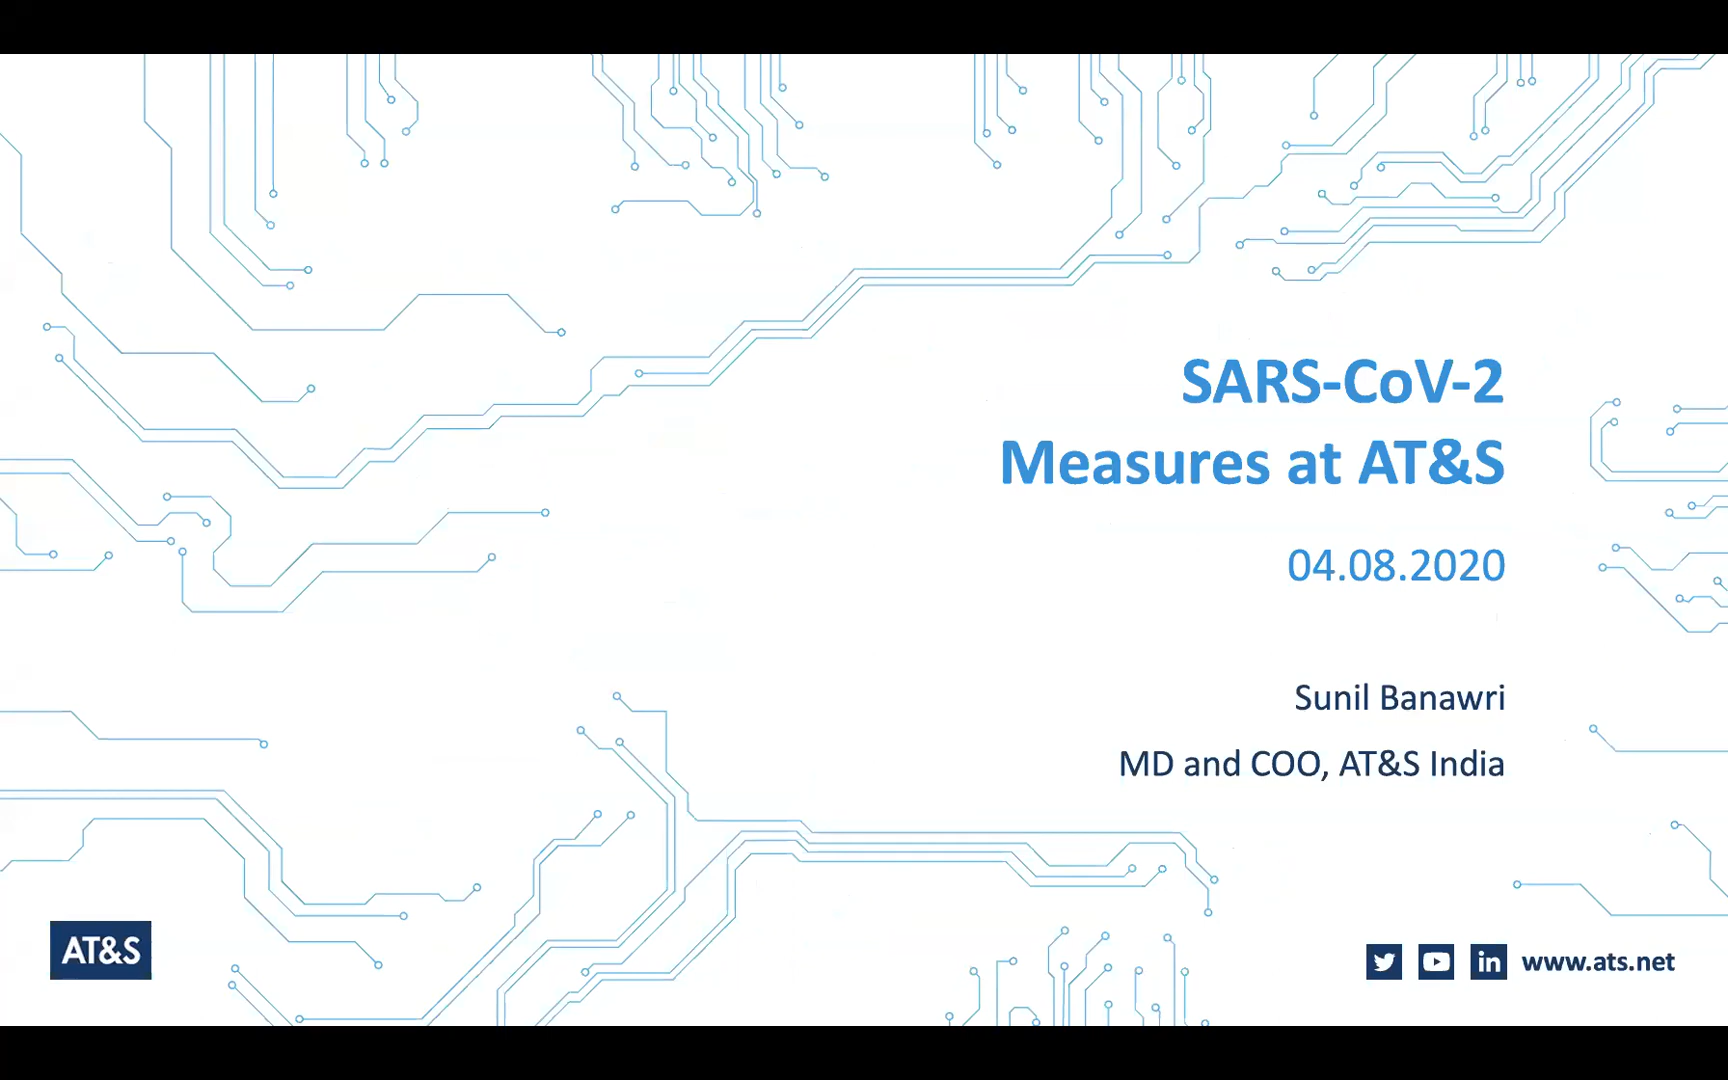 SARS-CoV-2
Measures at AT&S
04.08.2020
Sunil Banawri
MD and COO, AT&S India
AT&S
in www.ats.net